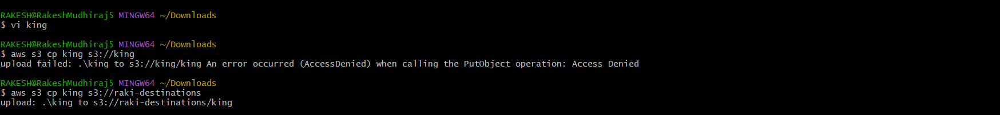 RAKESH@RakeshMudhiraj5 MINGW64 ~/Downloads
$ vi king
RAKESH@RakeshMudhiraj5 MINGW64 ~/Downloads
$ aws s3 cp king s3://king
upload failed: .\king to s3://king/king An error occurred (AccessDenied) when calling the PutObject operation: Access Denied
RAKESH@RakeshMudhiraj5 MINGW64 ~/Downloads
$ aws s3 cp king s3://raki-destinations
upload: .\king to s3://raki-destinations/king